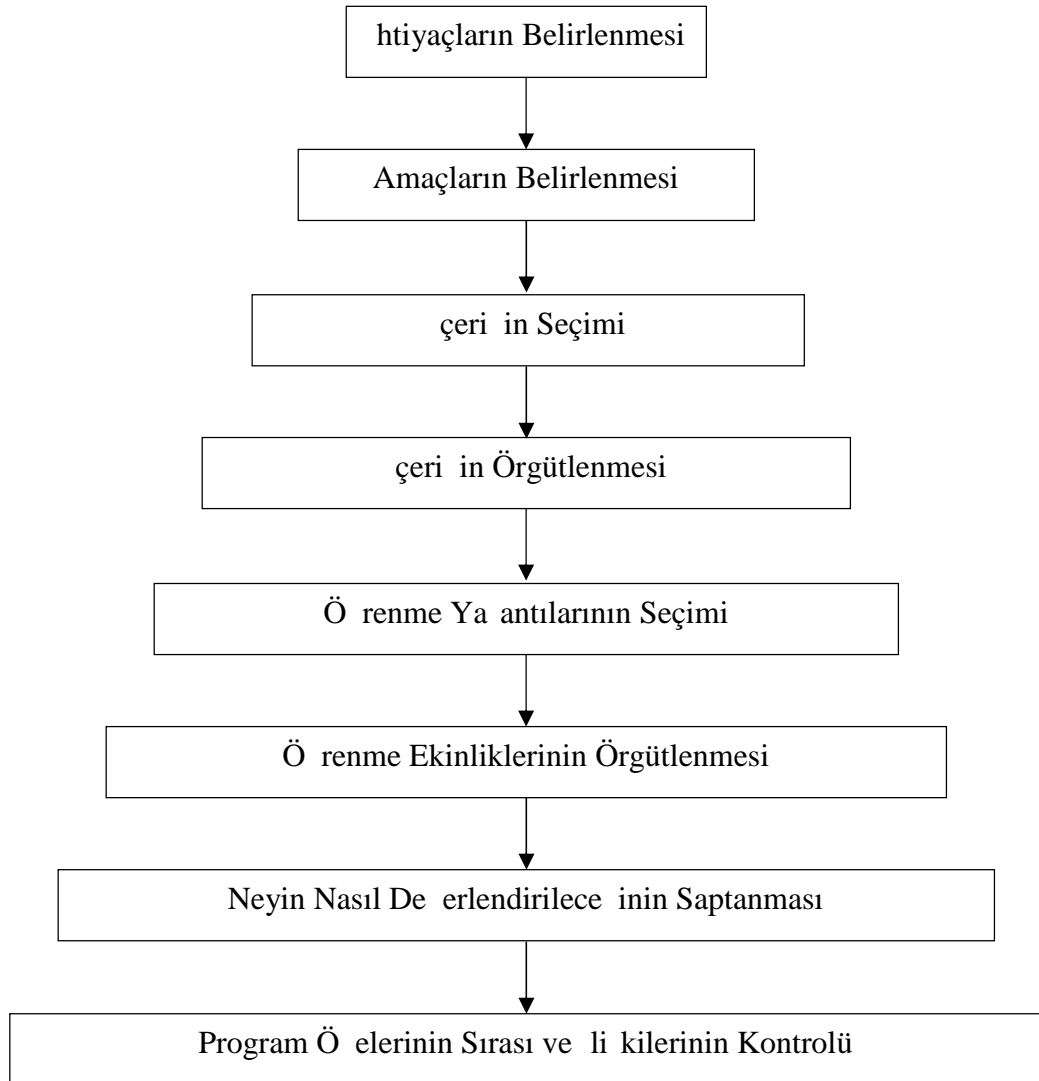 htiyaçların Belirlenmesi
Amaçların Belirlenmesi
çeri in Seçimi
çeri in Örgütlenmesi
Ö renme Ya antılarının Seçimi
Ö renme Ekinliklerinin Örgütlenmesi
Neyin Nasıl De erlendirilece inin Saptanması
Program Ö elerinin Sırası ve li kilerinin Kontrolü